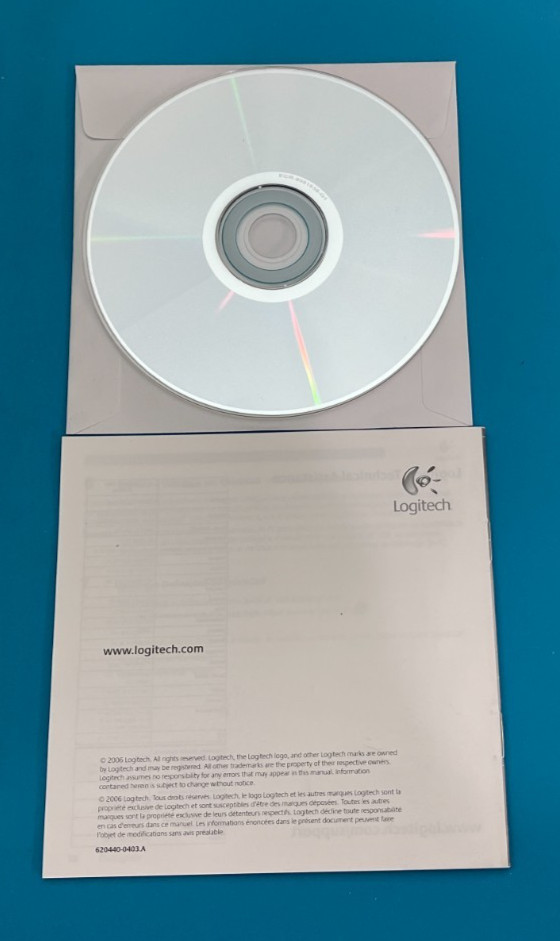 Logitech
www.logitech.com
© 2006 Logitech. All rights reserved. Logitech, the Logitech logo, and other Logitech marks are owned
by Logitech and may be registered. All other trademarks are the property of their respective owners.
Logitech assumes no responsibility for any errors that may appear in this manual. Information
contained herein is subject to change without notice.
© 2006 Logitech. Tous droits réservés. Logitech, le logo Logitech et les autres marques Logitech sont la
propriété exclusive de Logitech et sont susceptibles d'être des marques déposées. Toutes les autres
marques sont la propriété exclusive de leurs détenteurs respectifs. Logitech décline toute responsabilité
en cas d'erreurs dans ce manuel. Les informations énoncées dans le présent document peuvent faire
l'objet de modifications sans avis préalable.
620440-0403.A